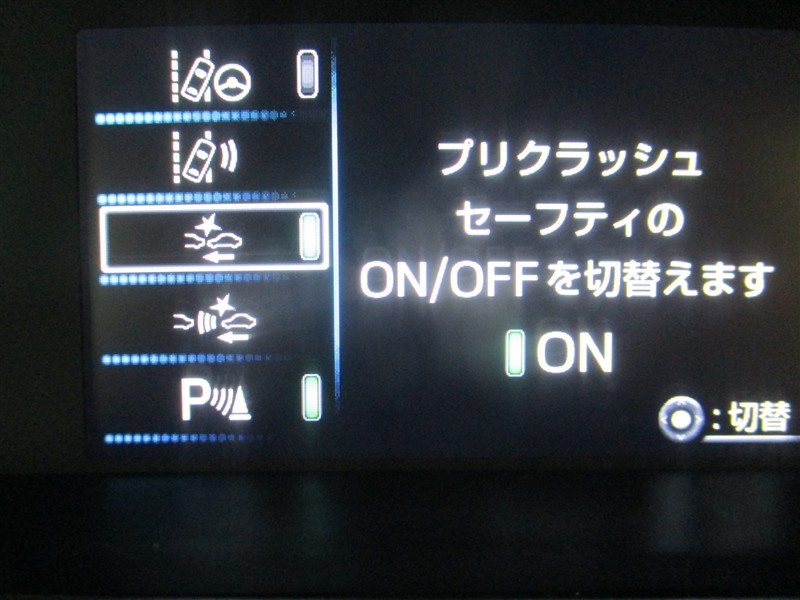 プリクラッシュ
セーフティの
ON/OFFを切替えます
ON
P
:切替